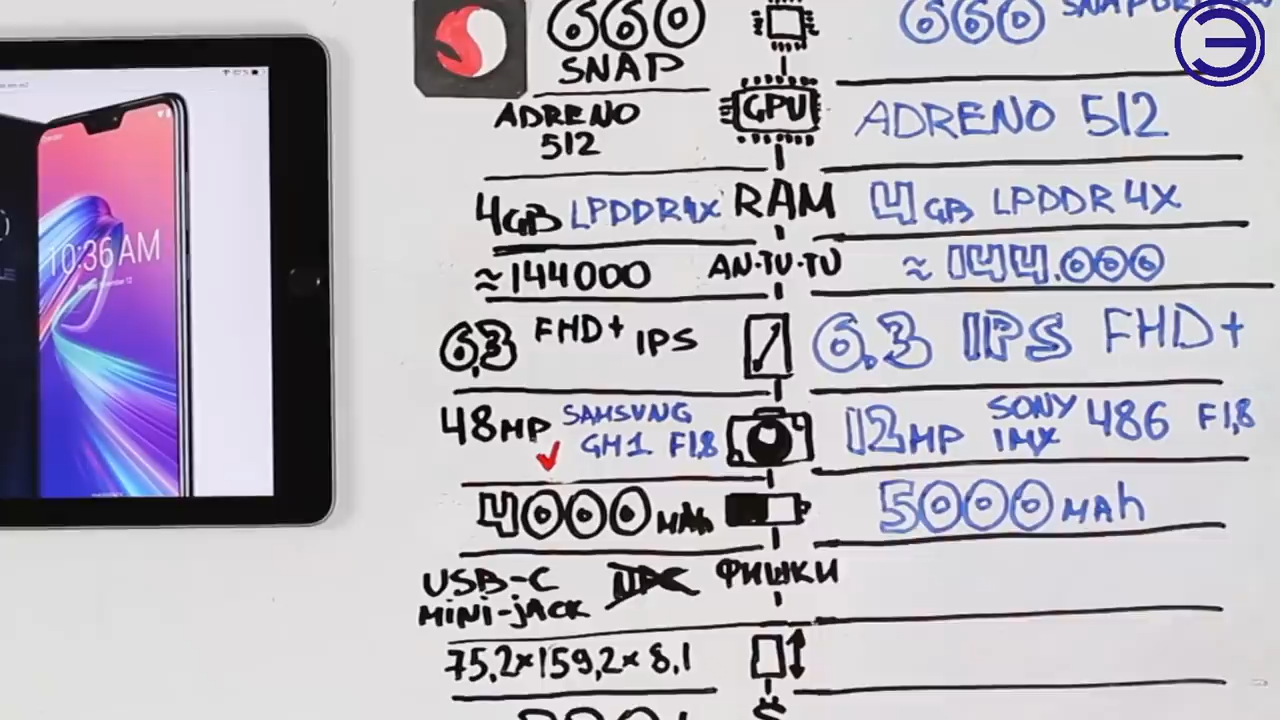 660 660
SNAP
ADRENO GPU ADRENO 512
512
4GB LPDDR4X RAM 4GB LPDDR4X
≈144000 AN-TU-TU ≈144.000
6,3 FHD+ IPS 6.3 IPS FHD+
48MP SAMSUNG GM1 F1,8 12MP SONY IMX 486 F1,8
4000 MAh 5000 MAh
USB-C NFC ФИШКИ
MINI-JACK
75,2×159,2×8,1
$
10:36 AM
Э